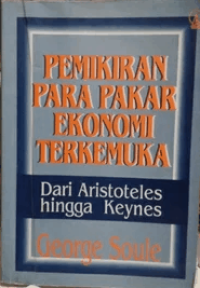 PEMIKIRAN
PARA PAKAR
EKONOMI
TERKEMUKA
Dari Aristoteles
hingga Keynes
George Soule